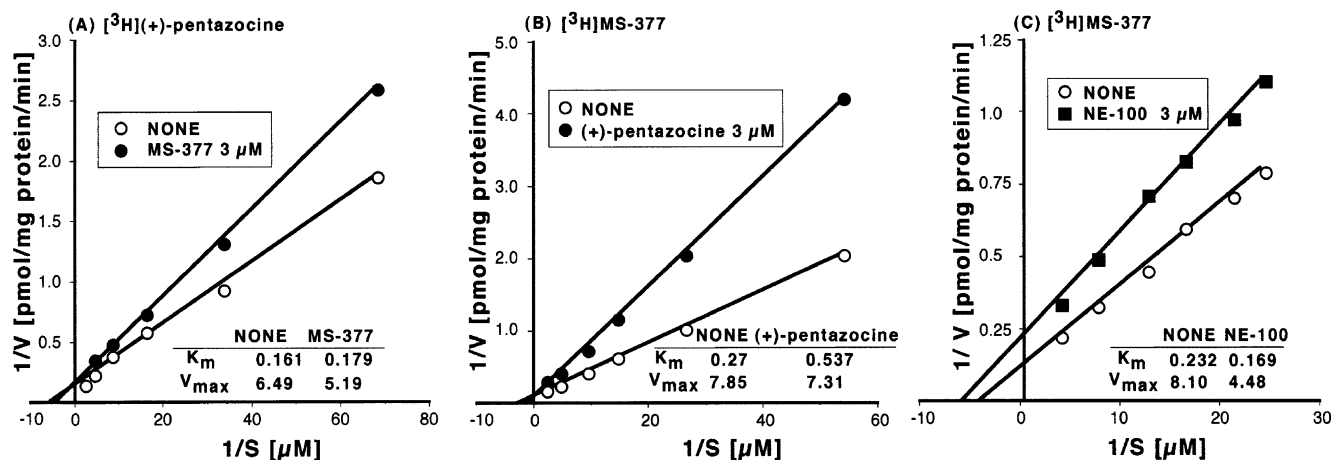 (A) [³H](+)-pentazocine
1/V [pmol/mg protein/min]
3.0
2.5
2.0
1.5
1.0
0.5
NONE
MS-377 3 µM
NONE MS-377
Km 0.161 0.179
Vmax 6.49 5.19
-10 0 20 40 60 80
1/S [µM]
(B) [³H]MS-377
1/V [pmol/mg protein/min]
5.0
4.0
3.0
2.0
1.0
NONE
(+)-pentazocine 3 µM
NONE (+)-pentazocine
Km 0.27 0.537
Vmax 7.85 7.31
-10 0 20 40 60
1/S [µM]
(C) [³H]MS-377
1/ V [pmol/mg protein/min]
1.25
1.0
0.75
0.5
0.25
NONE
NE-100 3 µM
NONE NE-100
Km 0.232 0.169
Vmax 8.10 4.48
-10 0 10 20 30
1/S [µM]